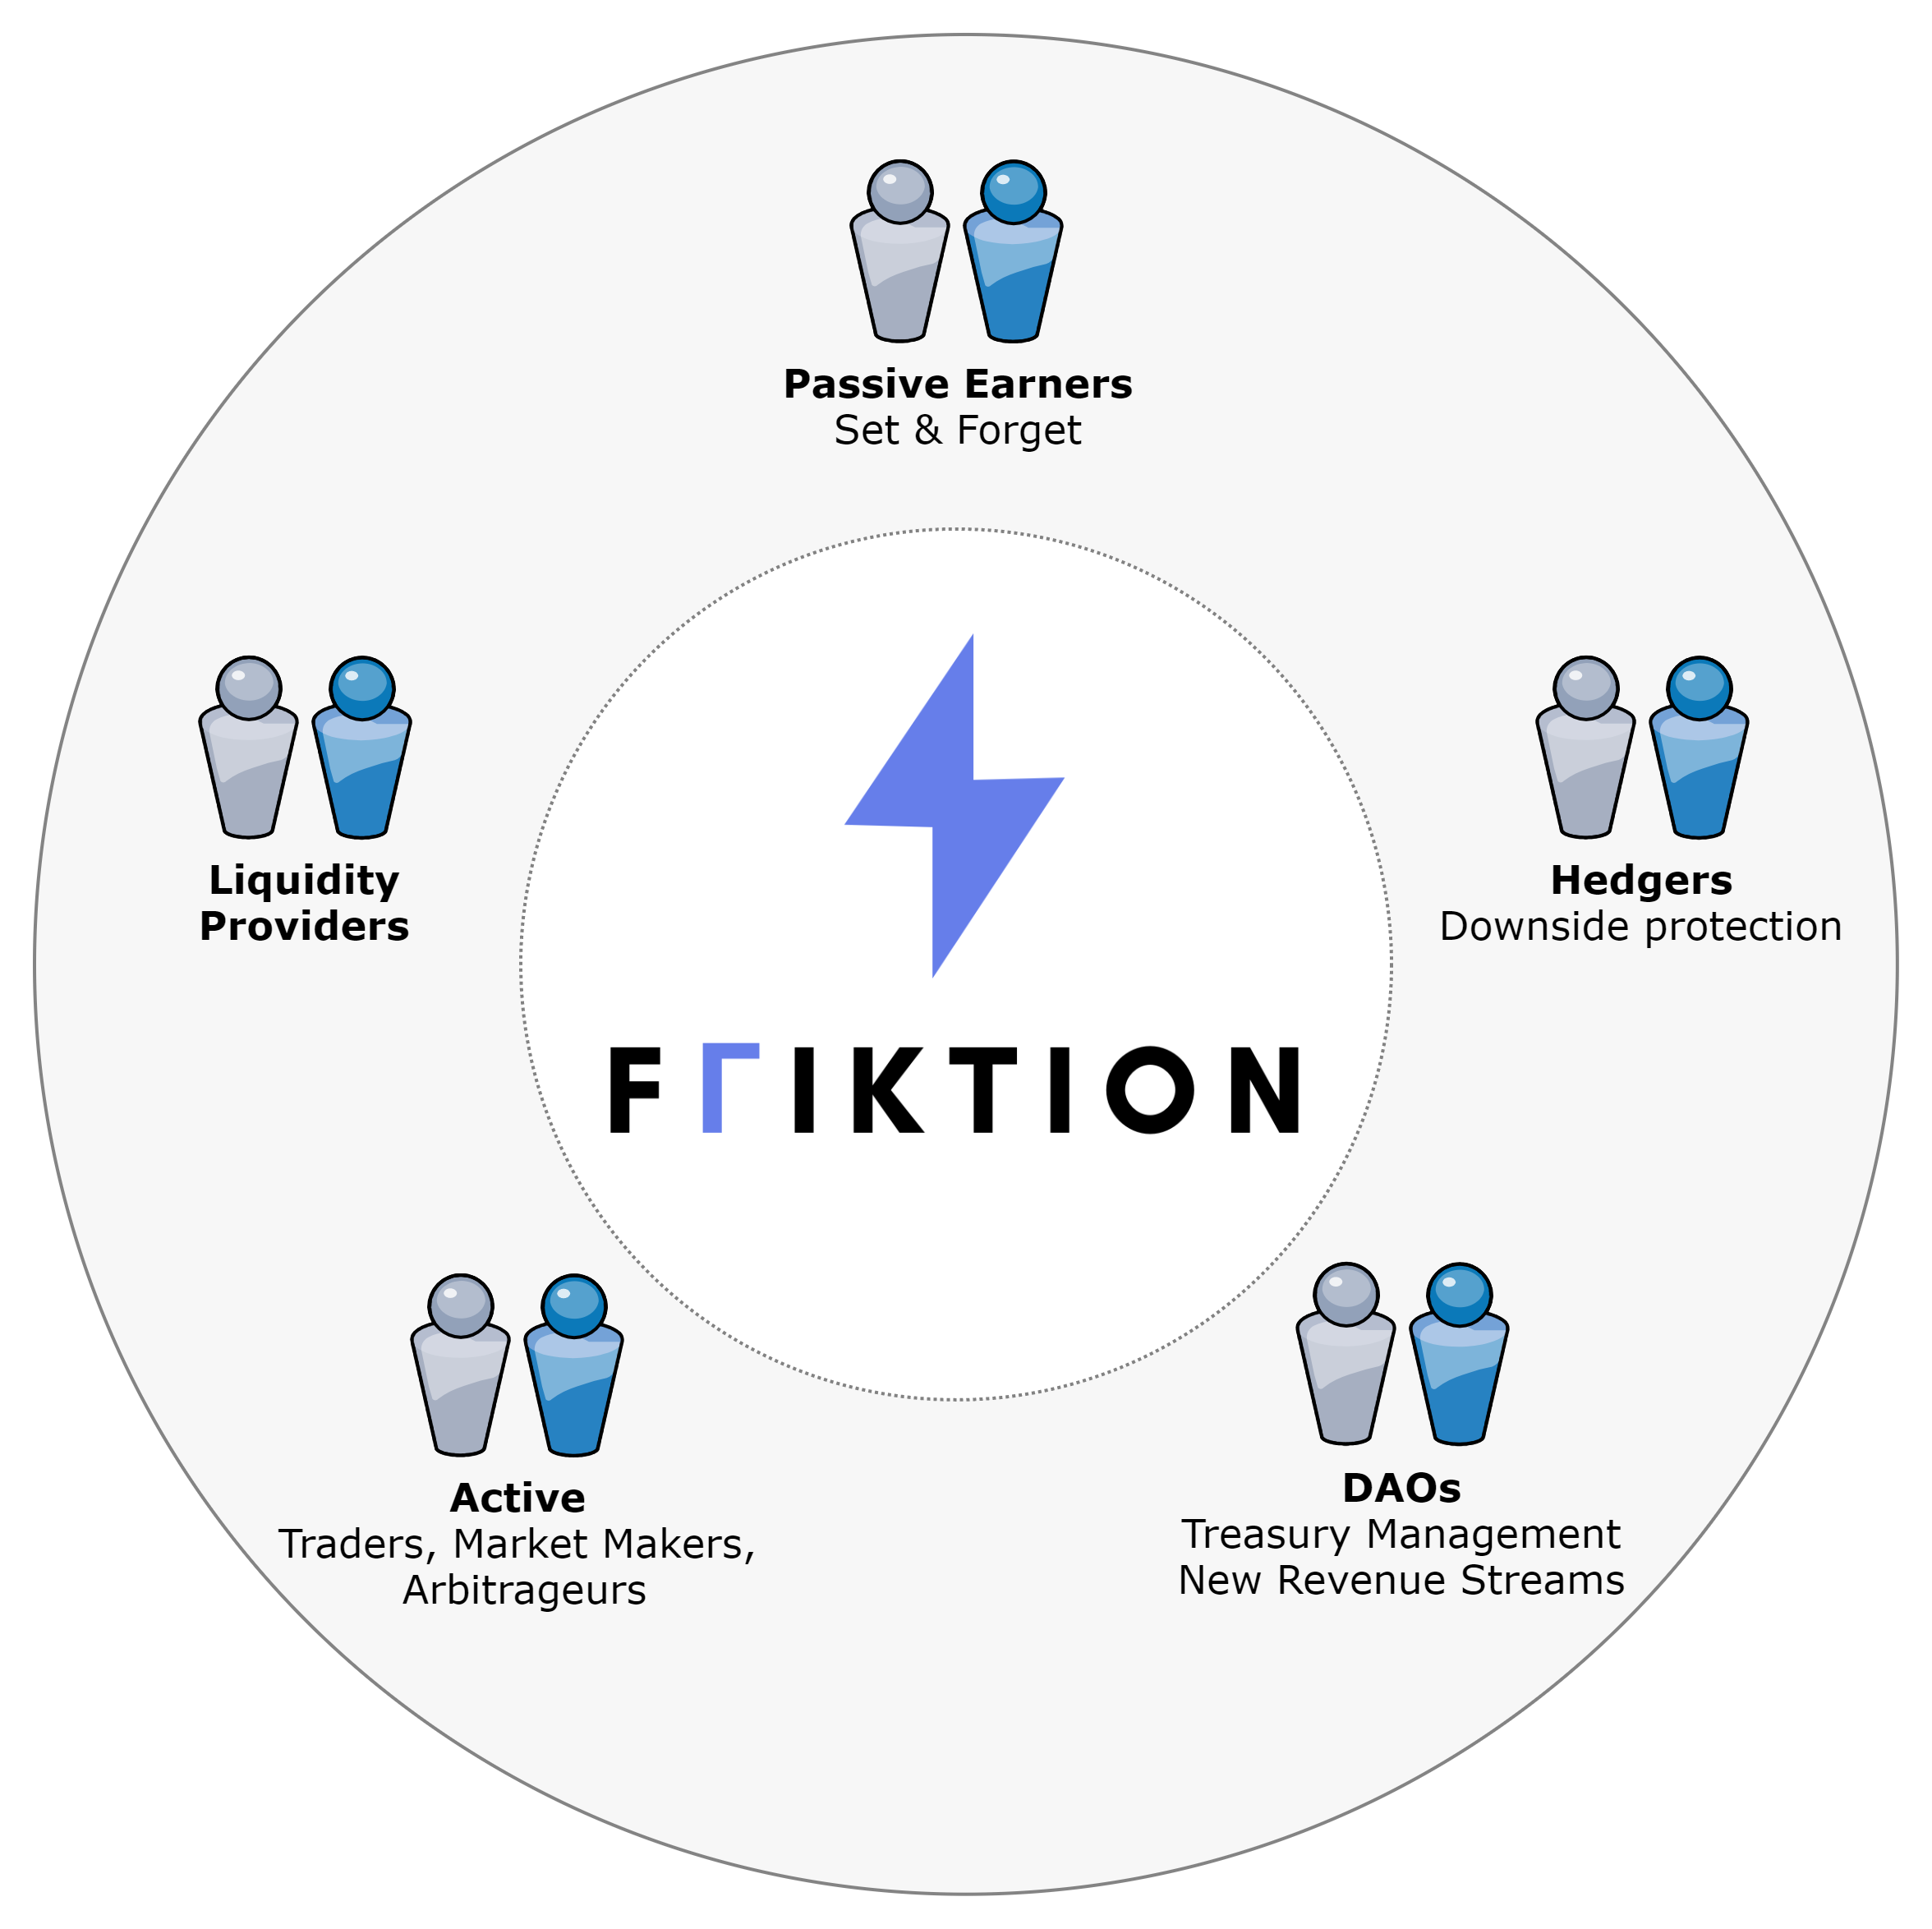 Passive Earners
Set & Forget
Liquidity
Providers
Hedgers
Downside protection
FΓIKTION
Active
Traders, Market Makers,
Arbitrageurs
DAOs
Treasury Management
New Revenue Streams